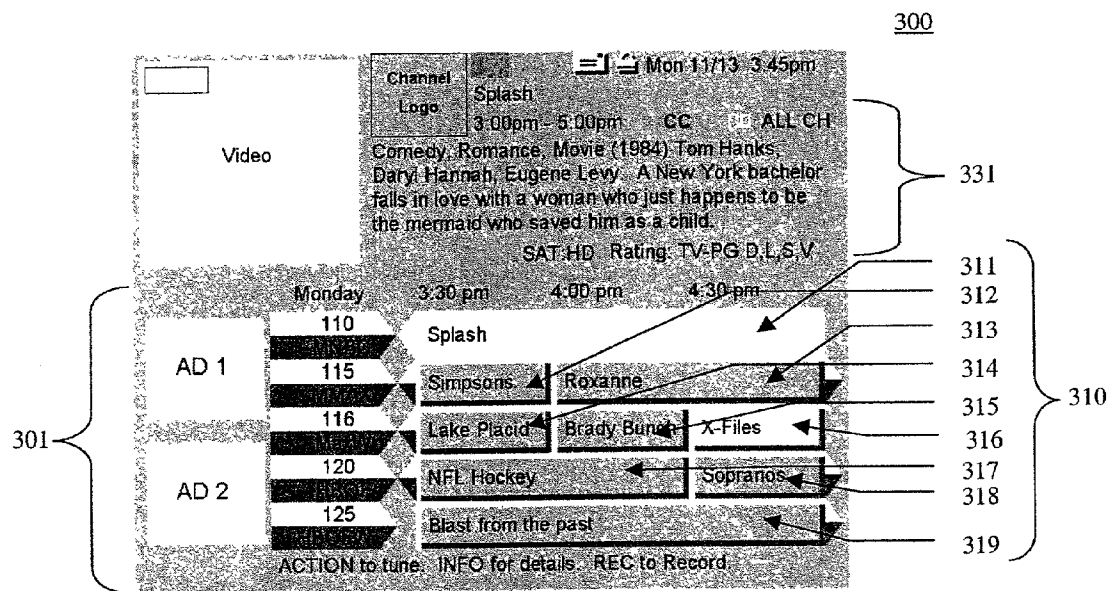 300
Channel Logo
Mon 11/13 3:45pm
Splash
3:00pm - 5:00pm CC ALL CH
Video
Comedy, Romance, Movie (1984) Tom Hanks,
Daryl Hannah, Eugene Levy. A New York bachelor
falls in love with a woman who just happens to be
the mermaid who saved him as a child.
SAT:HD Rating: TV-PG D,L,S,V
331
Monday 3:30 pm 4:00 pm 4:30 pm
311
312
313
314
315
316
317
318
319
310
301
AD 1
AD 2
110
Splash
115
Simpsons Roxanne
116
Lake Placid Brady Bunch X-Files
120
NFL Hockey Sopranos
125
Blast from the past
ACTION to tune. INFO for details. REC to Record.